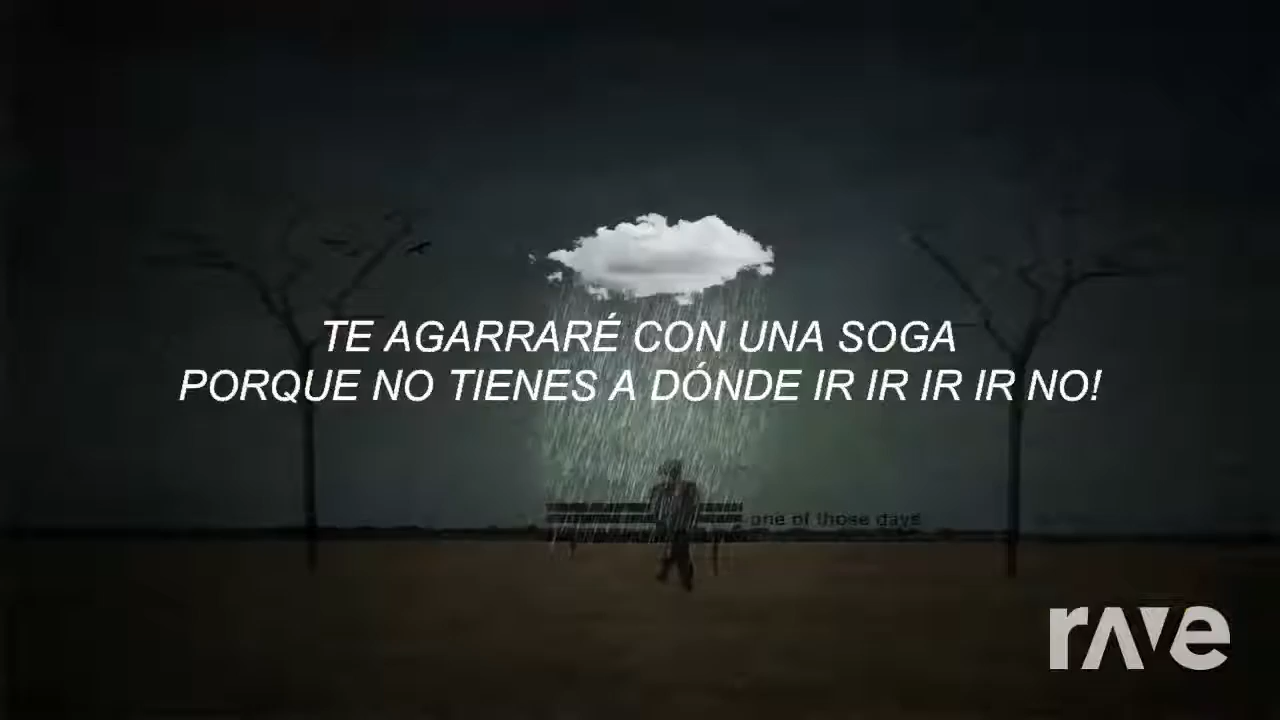 TE AGARRARÉ CON UNA SOGA
PORQUE NO TIENES A DÓNDE IR IR IR IR NO!
one of those days
rave